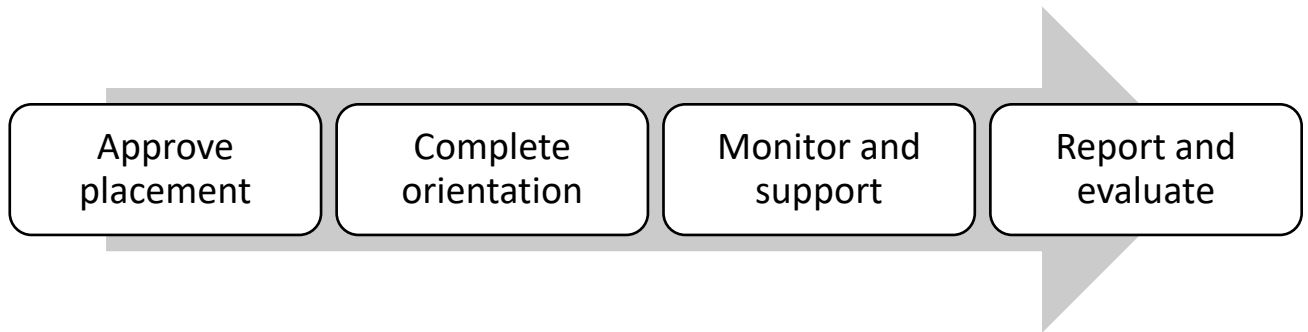 Approve
placement
Complete
orientation
Monitor and
support
Report and
evaluate